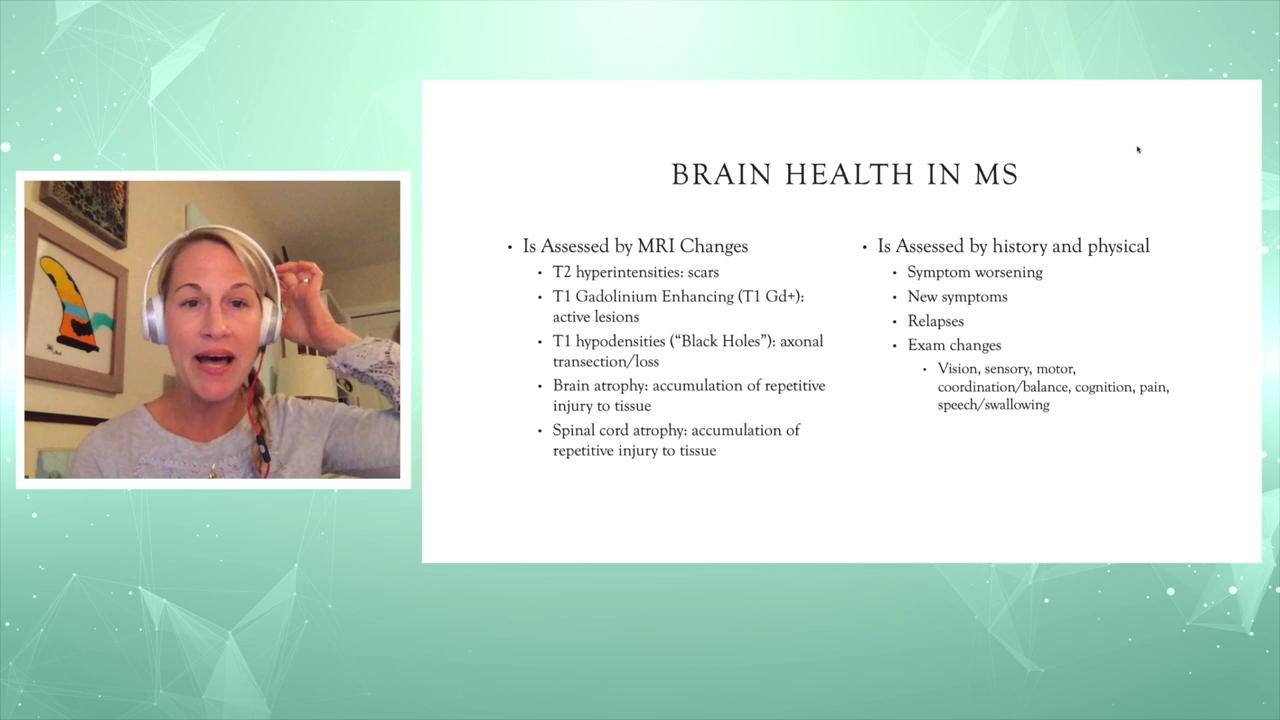 BRAIN HEALTH IN MS
• Is Assessed by MRI Changes
• T2 hyperintensities: scars
• T1 Gadolinium Enhancing (T1 Gd+):
active lesions
• T1 hypodensities (“Black Holes”): axonal
transection/loss
• Brain atrophy: accumulation of repetitive
injury to tissue
• Spinal cord atrophy: accumulation of
repetitive injury to tissue
• Is Assessed by history and physical
• Symptom worsening
• New symptoms
• Relapses
• Exam changes
• Vision, sensory, motor,
coordination/balance, cognition, pain,
speech/swallowing